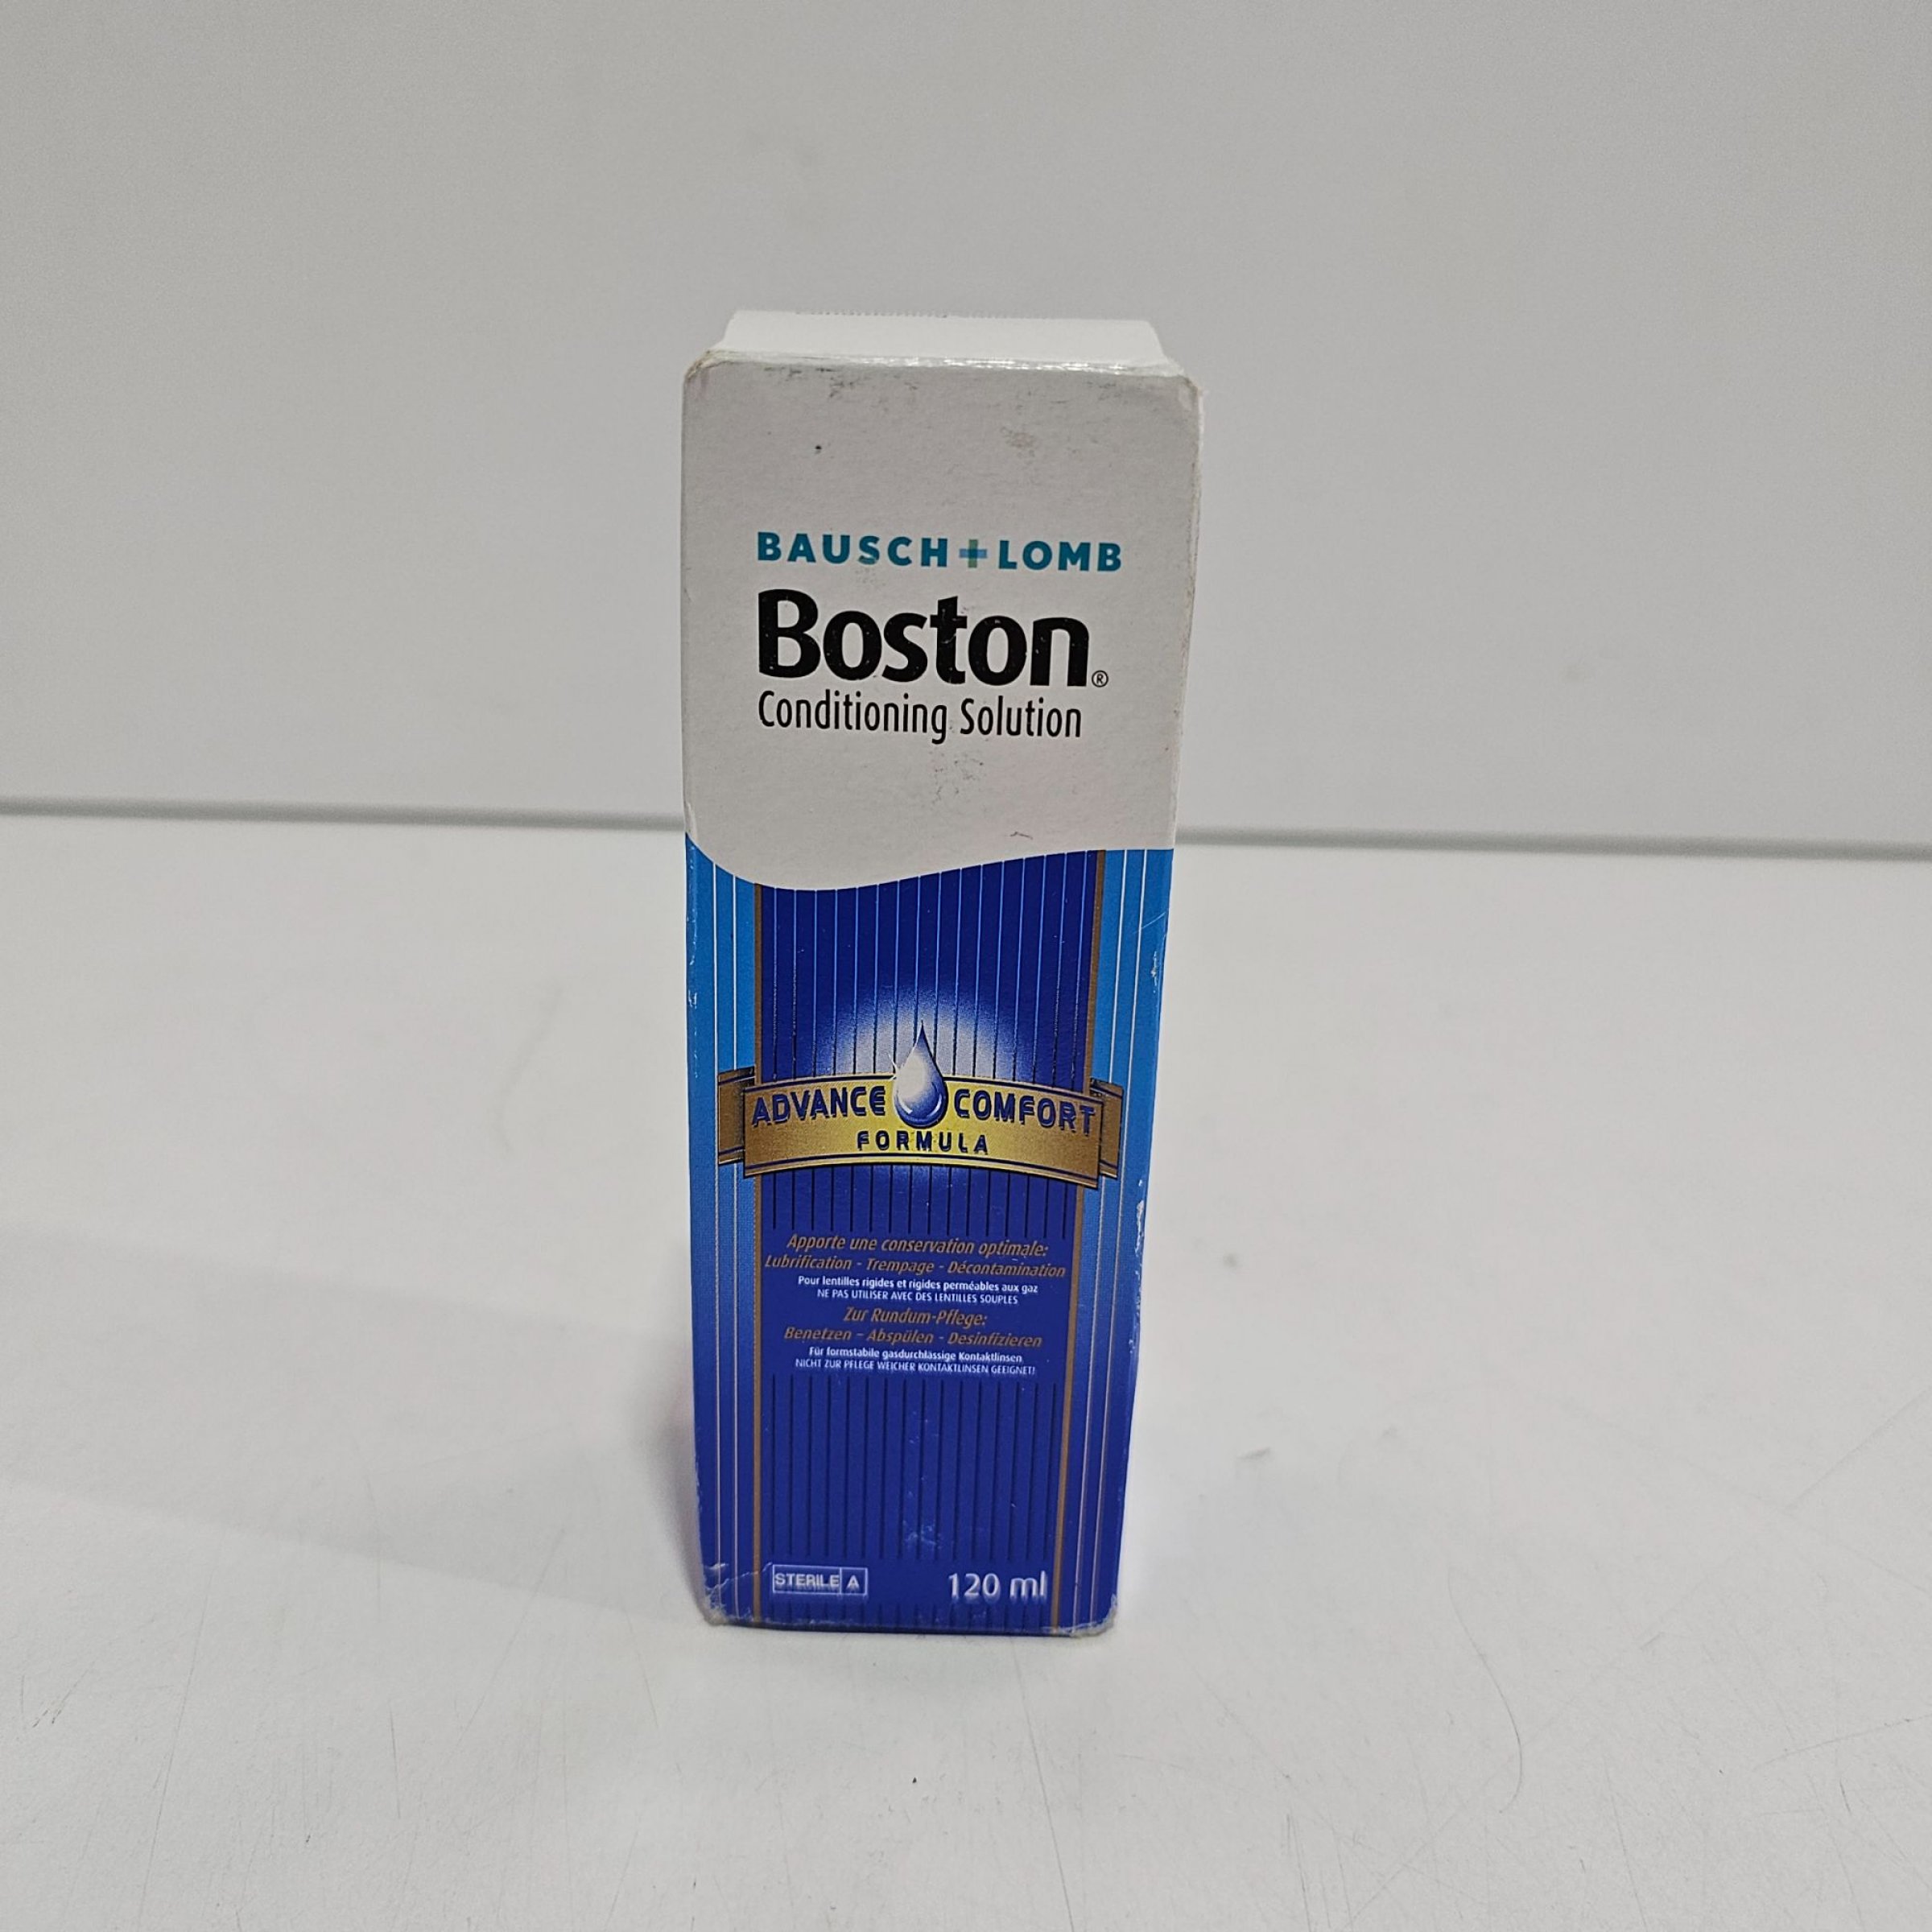 BAUSCH+LOMB
Boston®
Conditioning Solution
ADVANCE COMFORT
FORMULA
Apporte une conservation optimale:
Lubrification - Trempage - Décontamination
Pour lentilles rigides et rigides perméables aux gaz
NE PAS UTILISER AVEC DES LENTILLES SOUPLES
Zur Rundum-Pflege:
Benetzen - Abspülen - Desinfizieren
Für formstabile gasdurchlässige Kontaktlinsen
NICHT ZUR PFLEGE WEICHER KONTAKTLINSEN GEEIGNET!
STERILE A
120 ml